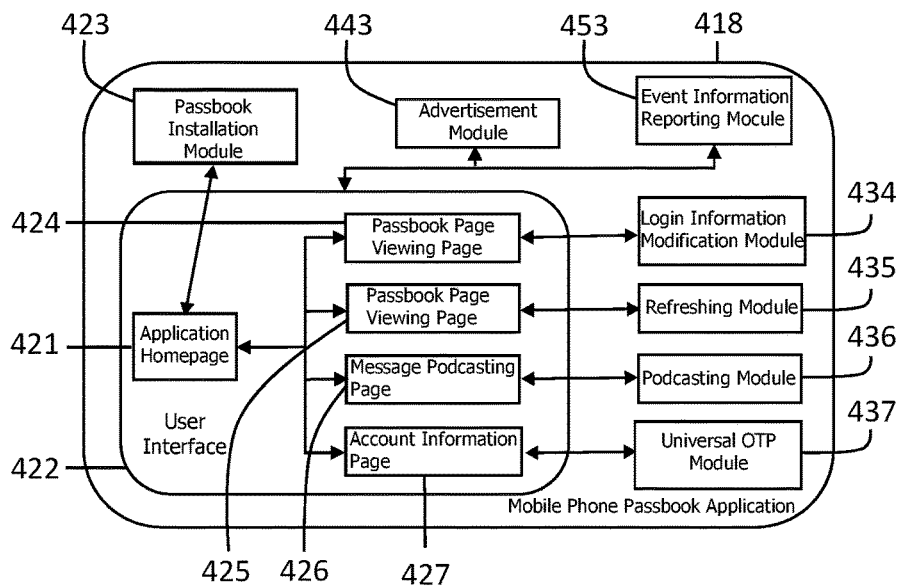 423
443
453
418
Passbook
Installation
Module
Advertisement
Module
Event Information
Reporting Mocule
424
Passbook Page
Viewing Page
Login Information
Modification Module
434
Passbook Page
Viewing Page
Refreshing Module
435
421
Application
Homepage
Message Podcasting
Page
Podcasting Module
436
User
Interface
Account Information
Page
Universal OTP
Module
437
422
Mobile Phone Passbook Application
425
426
427